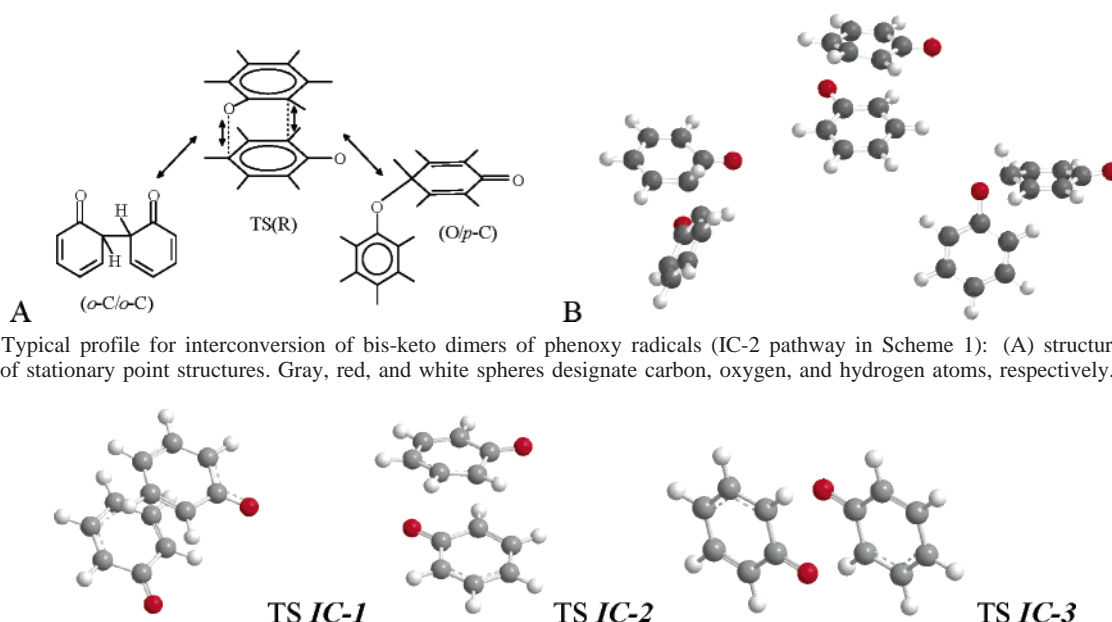 O
O
TS(R)
O
O
H
H
(o-C/o-C)
O
O
(O/p-C)
A
B
Typical profile for interconversion of bis-keto dimers of phenoxy radicals (IC-2 pathway in Scheme 1): (A) structur
of stationary point structures. Gray, red, and white spheres designate carbon, oxygen, and hydrogen atoms, respectively.
TS IC-1
TS IC-2
TS IC-3